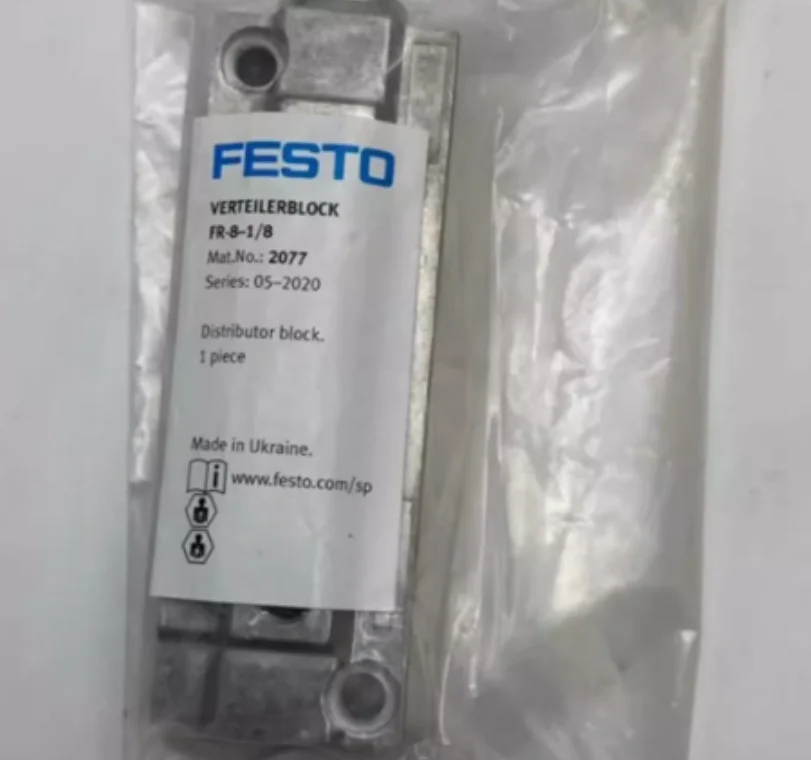 FESTO
VERTEILERBLOCK
FR-8-1/8
Mat.No.: 2077
Series: 05-2020
Distributor block.
1 piece
Made in Ukraine.
i www.festo.com/sp